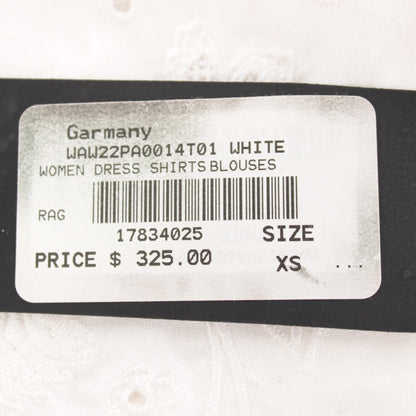 Garmany
WAW22PA0014T01 WHITE
WOMEN DRESS SHIRTS BLOUSES
RAG
17834025 SIZE
PRICE $ 325.00 XS ...